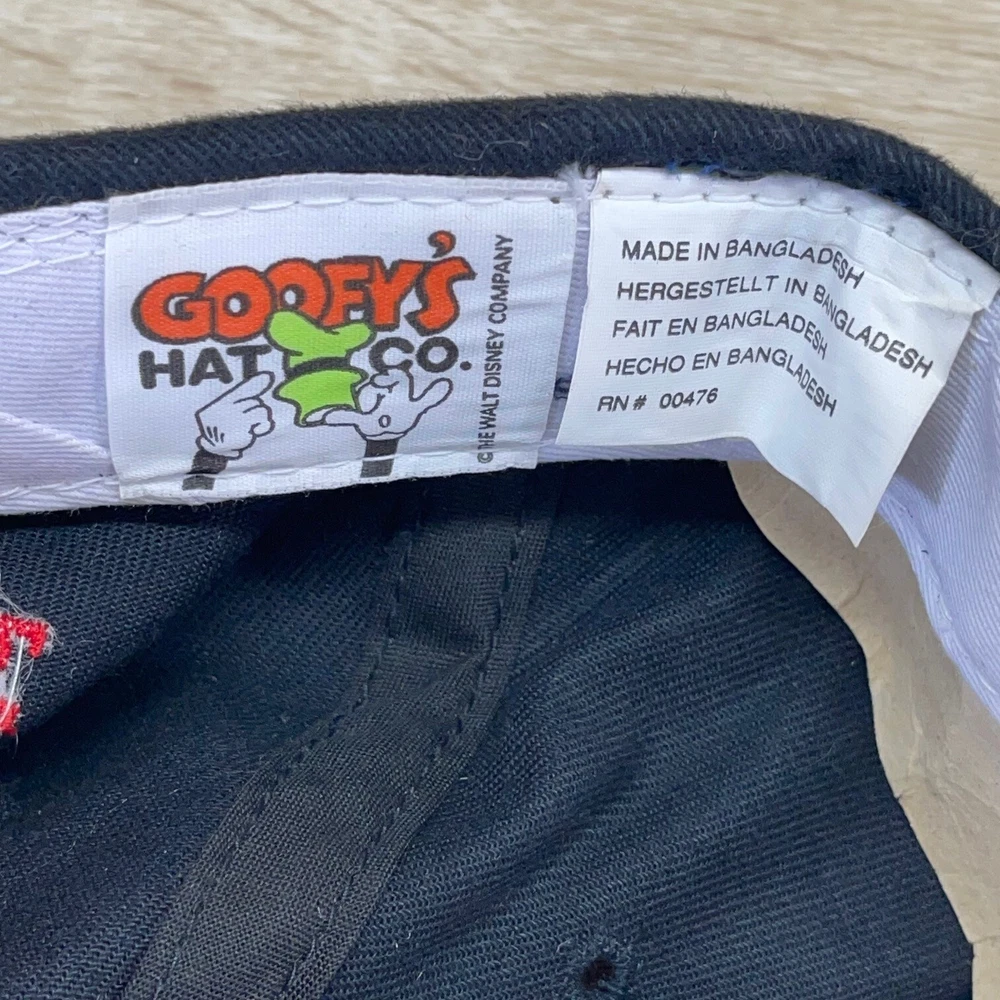 GOOFY'S
HAT CO.
© THE WALT DISNEY COMPANY
MADE IN BANGLADESH
HERGESTELLT IN BANGLADESH
FAIT EN BANGLADESH
HECHO EN BANGLADESH
RN# 00476